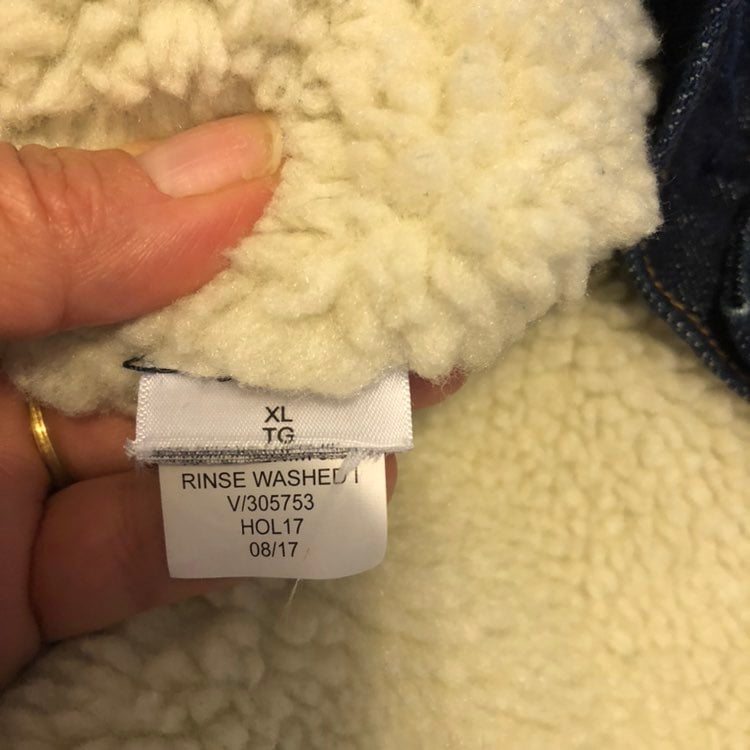 XL
TG
RINSE WASHED
V/305753
HOL17
08/17